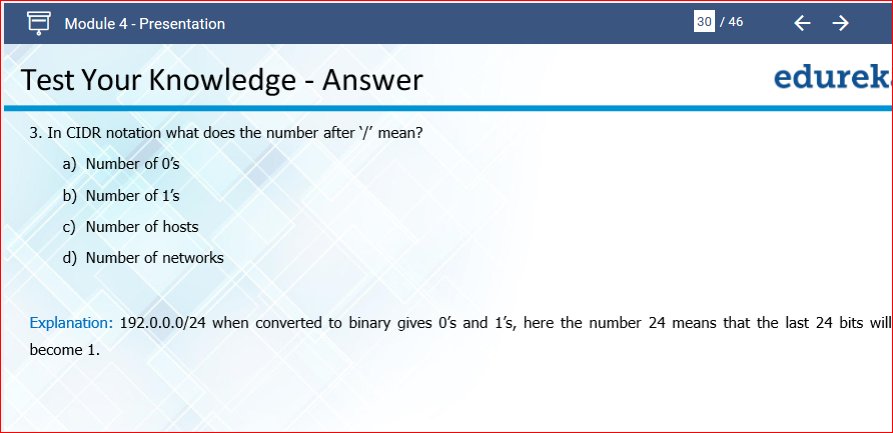 Module 4 - Presentation
30 / 46
Test Your Knowledge - Answer
edurek
3. In CIDR notation what does the number after ‘/’ mean?
a) Number of 0’s
b) Number of 1’s
c) Number of hosts
d) Number of networks
Explanation: 192.0.0.0/24 when converted to binary gives 0’s and 1’s, here the number 24 means that the last 24 bits will
become 1.